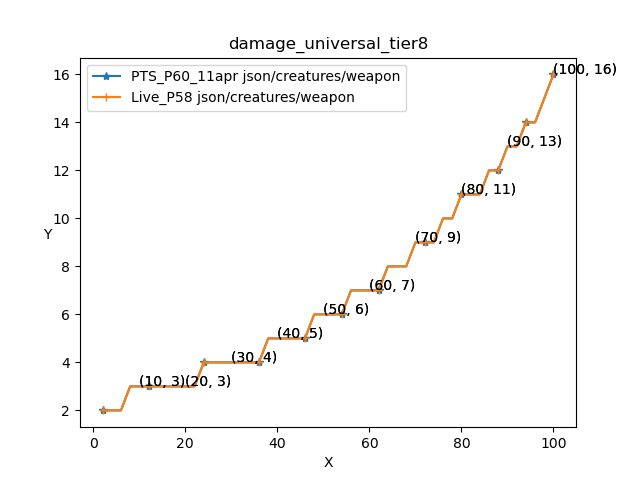 damage_universal_tier8
PTS_P60_11apr json/creatures/weapon
Live_P58 json/creatures/weapon
(100, 16)
(90, 13)
(80, 11)
(70, 9)
(60, 7)
(50, 6)
(40, 5)
(30, 4)
(10, 3)(20, 3)
16
14
12
10
8
6
4
2
Y
0 20 40 60 80 100
X